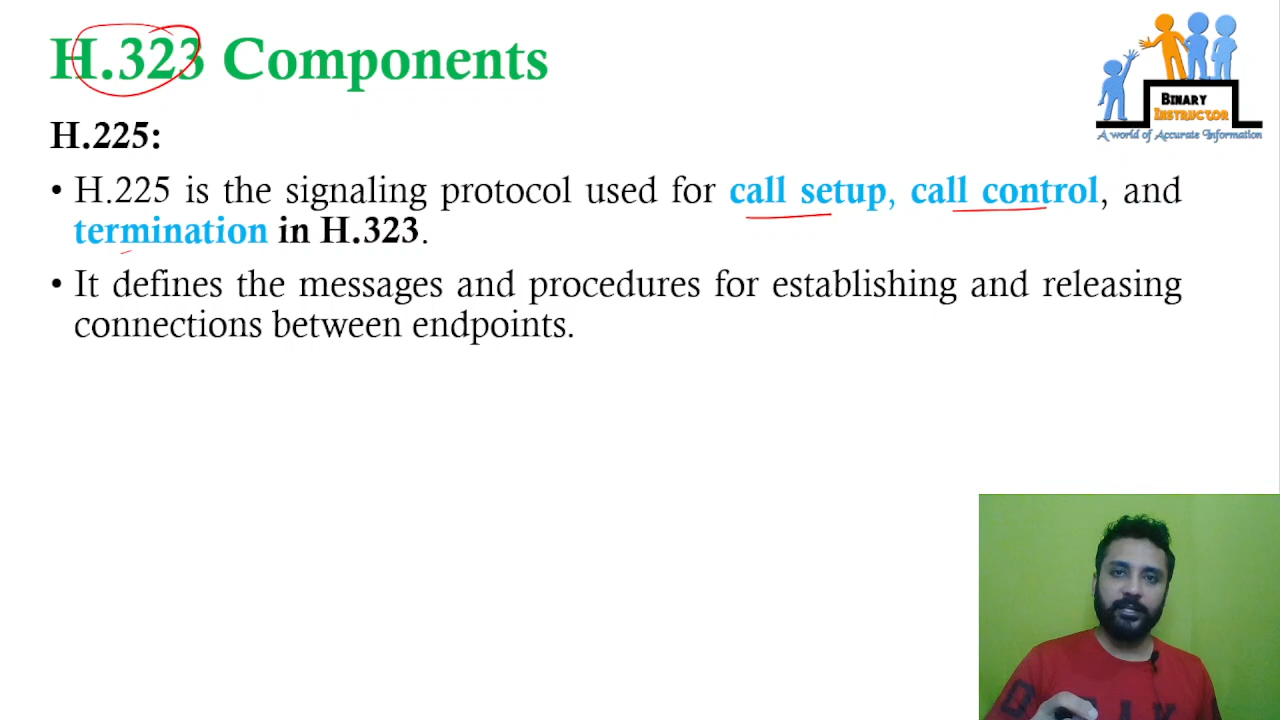 H.323 Components
BINARY
INSTRUCTOR
A world of Accurate Information
H.225:
• H.225 is the signaling protocol used for call setup, call control, and
termination in H.323.
• It defines the messages and procedures for establishing and releasing
connections between endpoints.